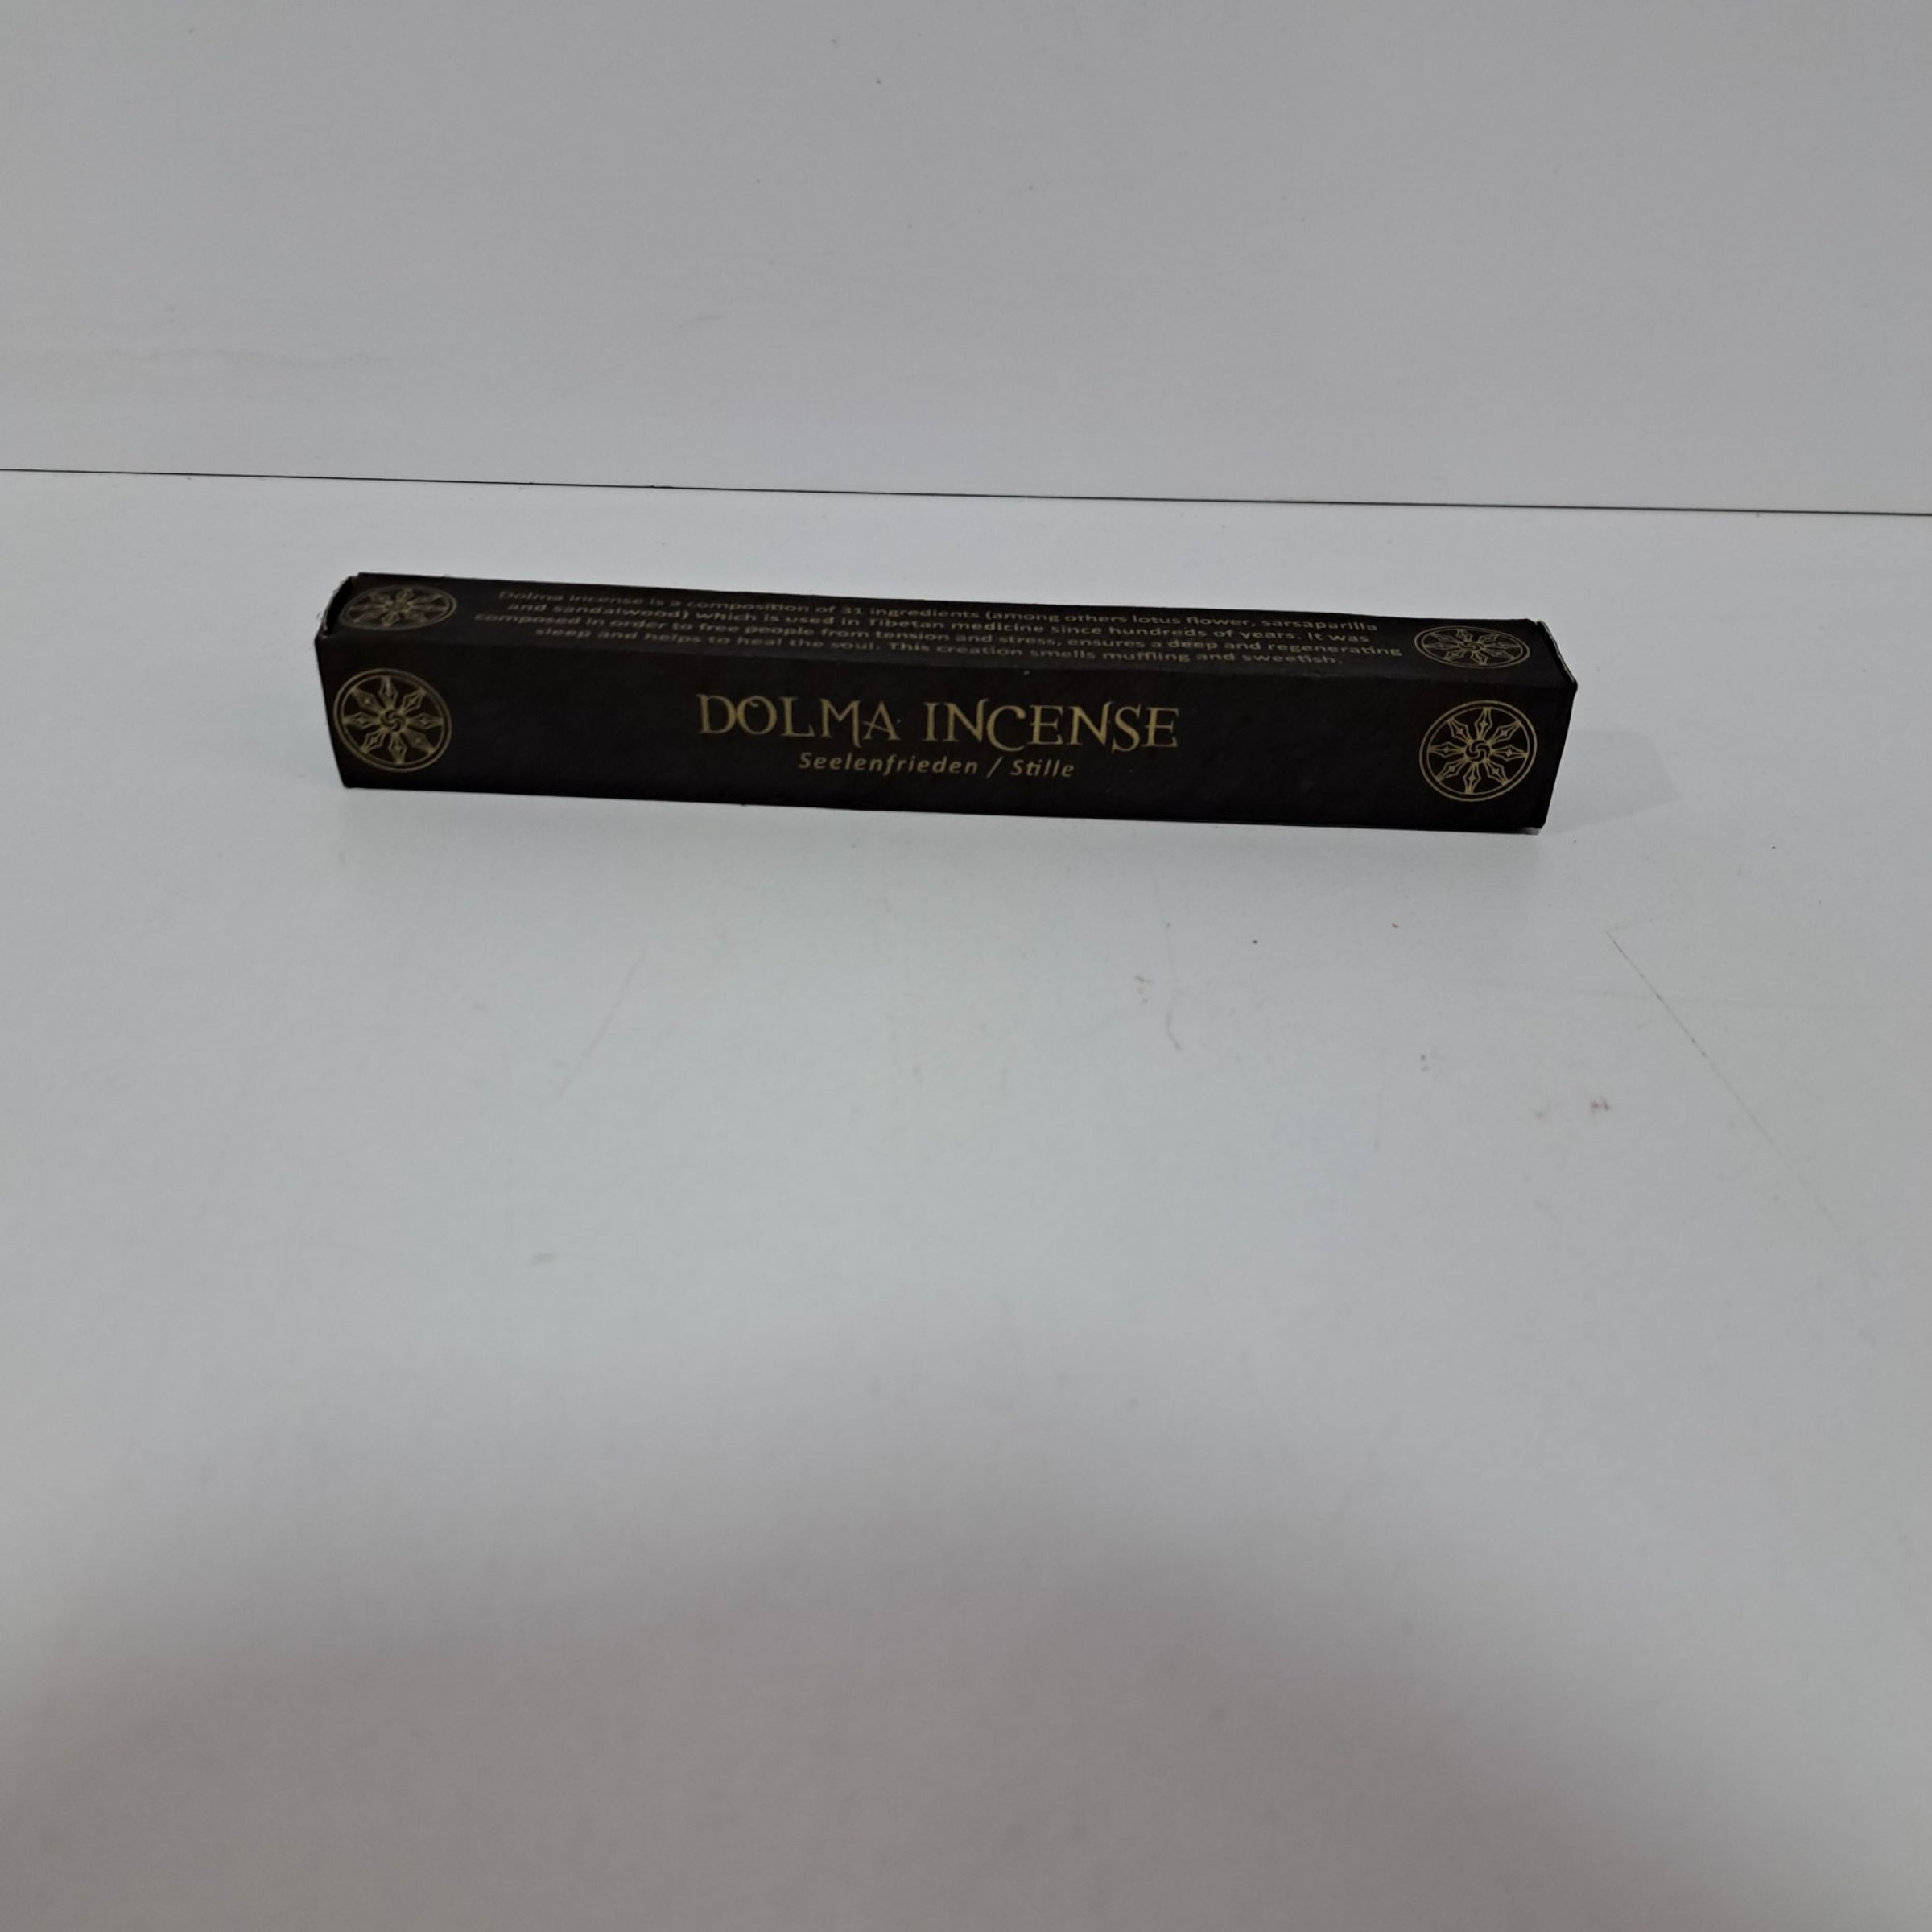 Dolma incense is a composition of 31 ingredients (among others lotus flower, sarsaparilla
and sandalwood) which is used in Tibetan medicine since hundreds of years. It was
composed in order to free people from tension and stress, ensures a deep and regenerating
sleep and helps to heal the soul. This creation smells muffling and sweetish.
DOLMA INCENSE
Seelenfrieden / Stille